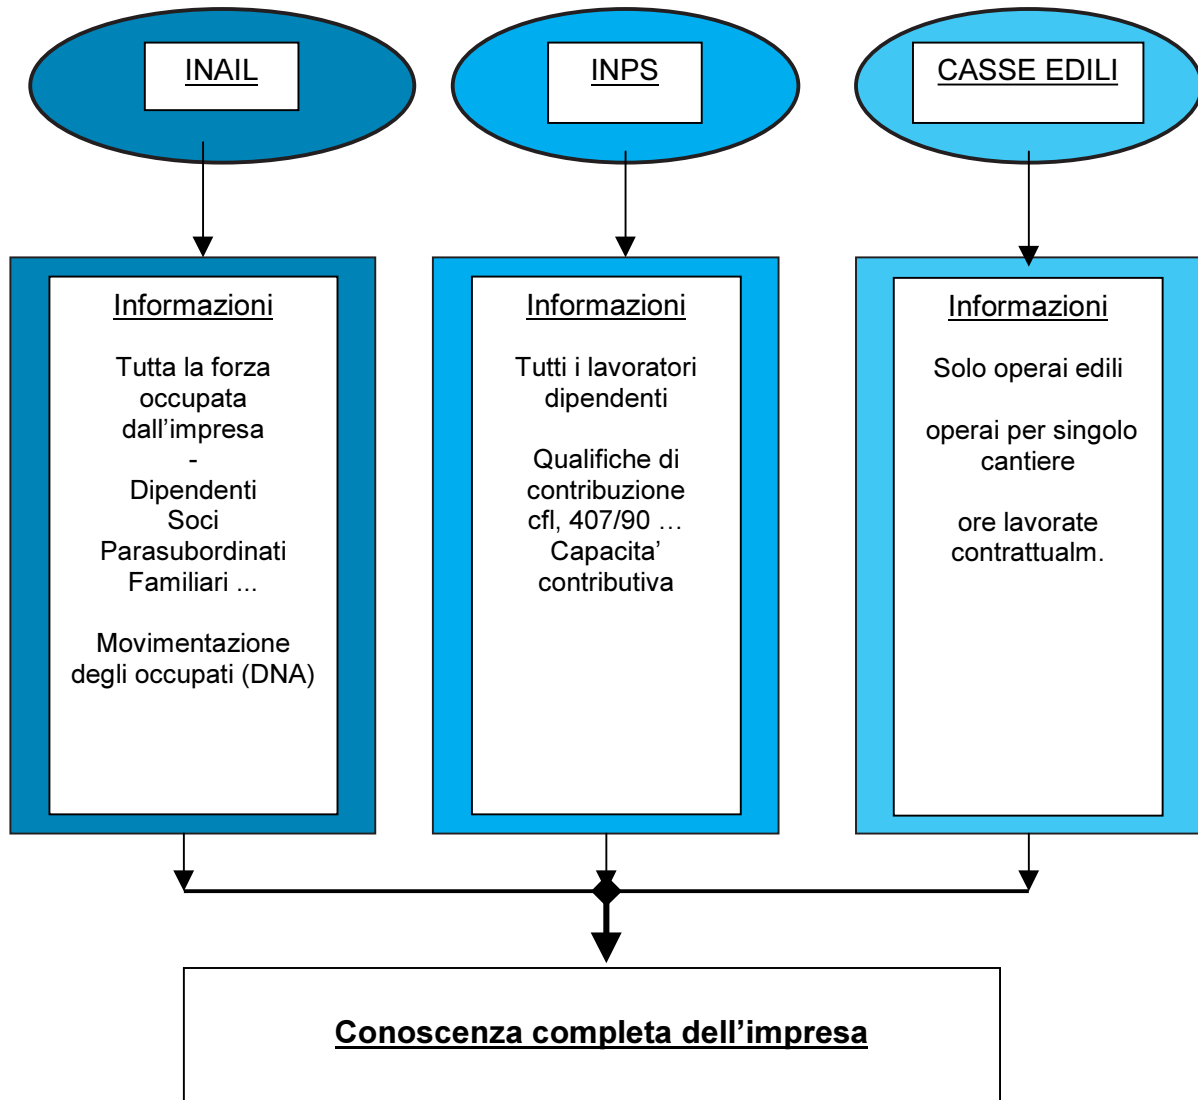 INAIL
INPS
CASSE EDILI
Informazioni
Tutta la forza
occupata
dall’impresa
-
Dipendenti
Soci
Parasubordinati
Familiari ...
Movimentazione
degli occupati (DNA)
Informazioni
Tutti i lavoratori
dipendenti
Qualifiche di
contribuzione
cfl, 407/90 …
Capacita’
contributiva
Informazioni
Solo operai edili
operai per singolo
cantiere
ore lavorate
contrattualm.
Conoscenza completa dell’impresa